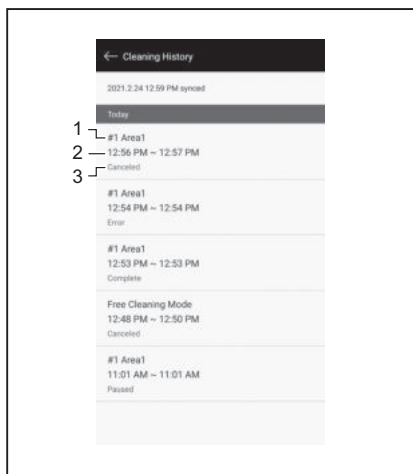 ← Cleaning History
2021.2.24 12:59 PM synced
Today
1 #1 Area1
2 12:56 PM ~ 12:57 PM
3 Canceled
#1 Area1
12:54 PM ~ 12:54 PM
Error
#1 Area1
12:53 PM ~ 12:53 PM
Complete
Free Cleaning Mode
12:48 PM ~ 12:50 PM
Canceled
#1 Area1
11:01 AM ~ 11:01 AM
Paused